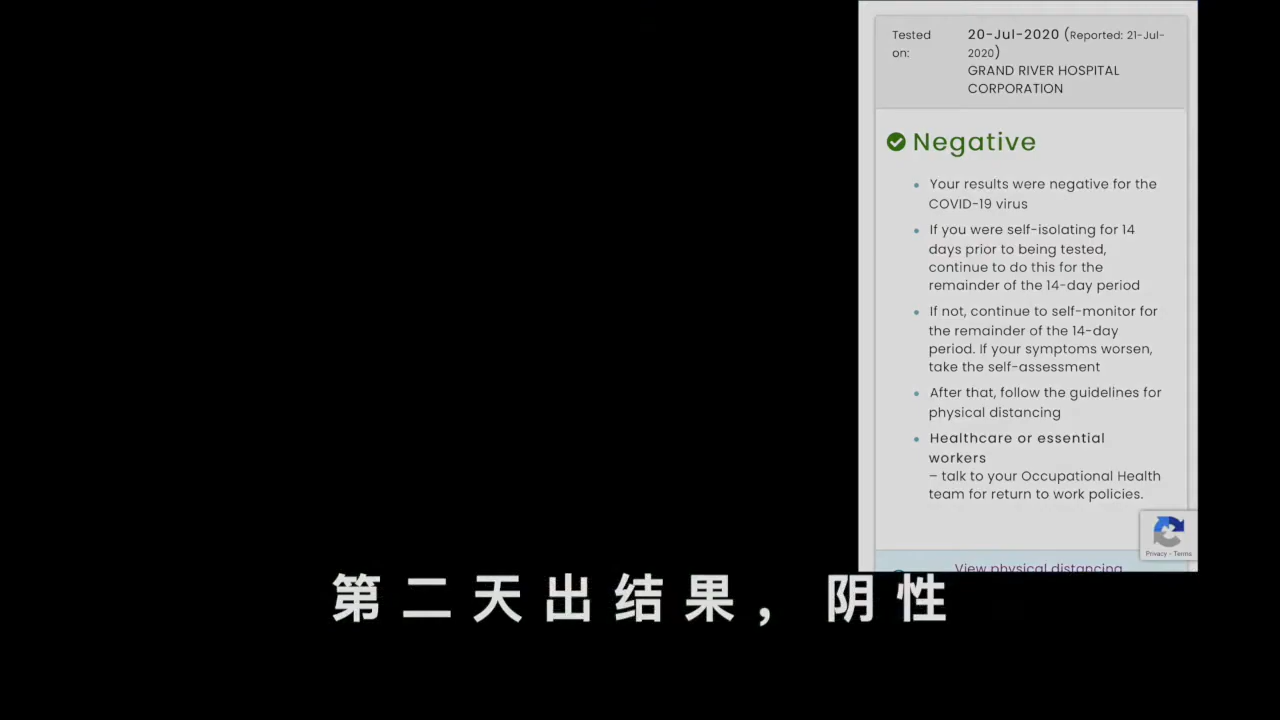 Tested on:
20-Jul-2020 (Reported: 21-Jul-2020)
GRAND RIVER HOSPITAL
CORPORATION
Negative
Your results were negative for the
COVID-19 virus
If you were self-isolating for 14
days prior to being tested,
continue to do this for the
remainder of the 14-day period
If not, continue to self-monitor for
the remainder of the 14-day
period. If your symptoms worsen,
take the self-assessment
After that, follow the guidelines for
physical distancing
Healthcare or essential
workers
– talk to your Occupational Health
team for return to work policies.
Privacy - Terms
View physical distancing
第二天出结果，阴性